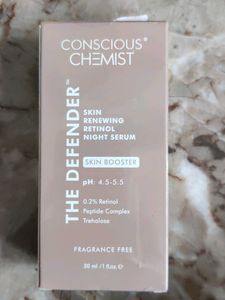 CONSCIOUS®
CHEMIST
THE DEFENDER™
SKIN
RENEWING
RETINOL
NIGHT SERUM
SKIN BOOSTER
pH: 4.5-5.5
0.2% Retinol
Peptide Complex
Trehalose
FRAGRANCE FREE
30 ml /1 fl.oz. ℮